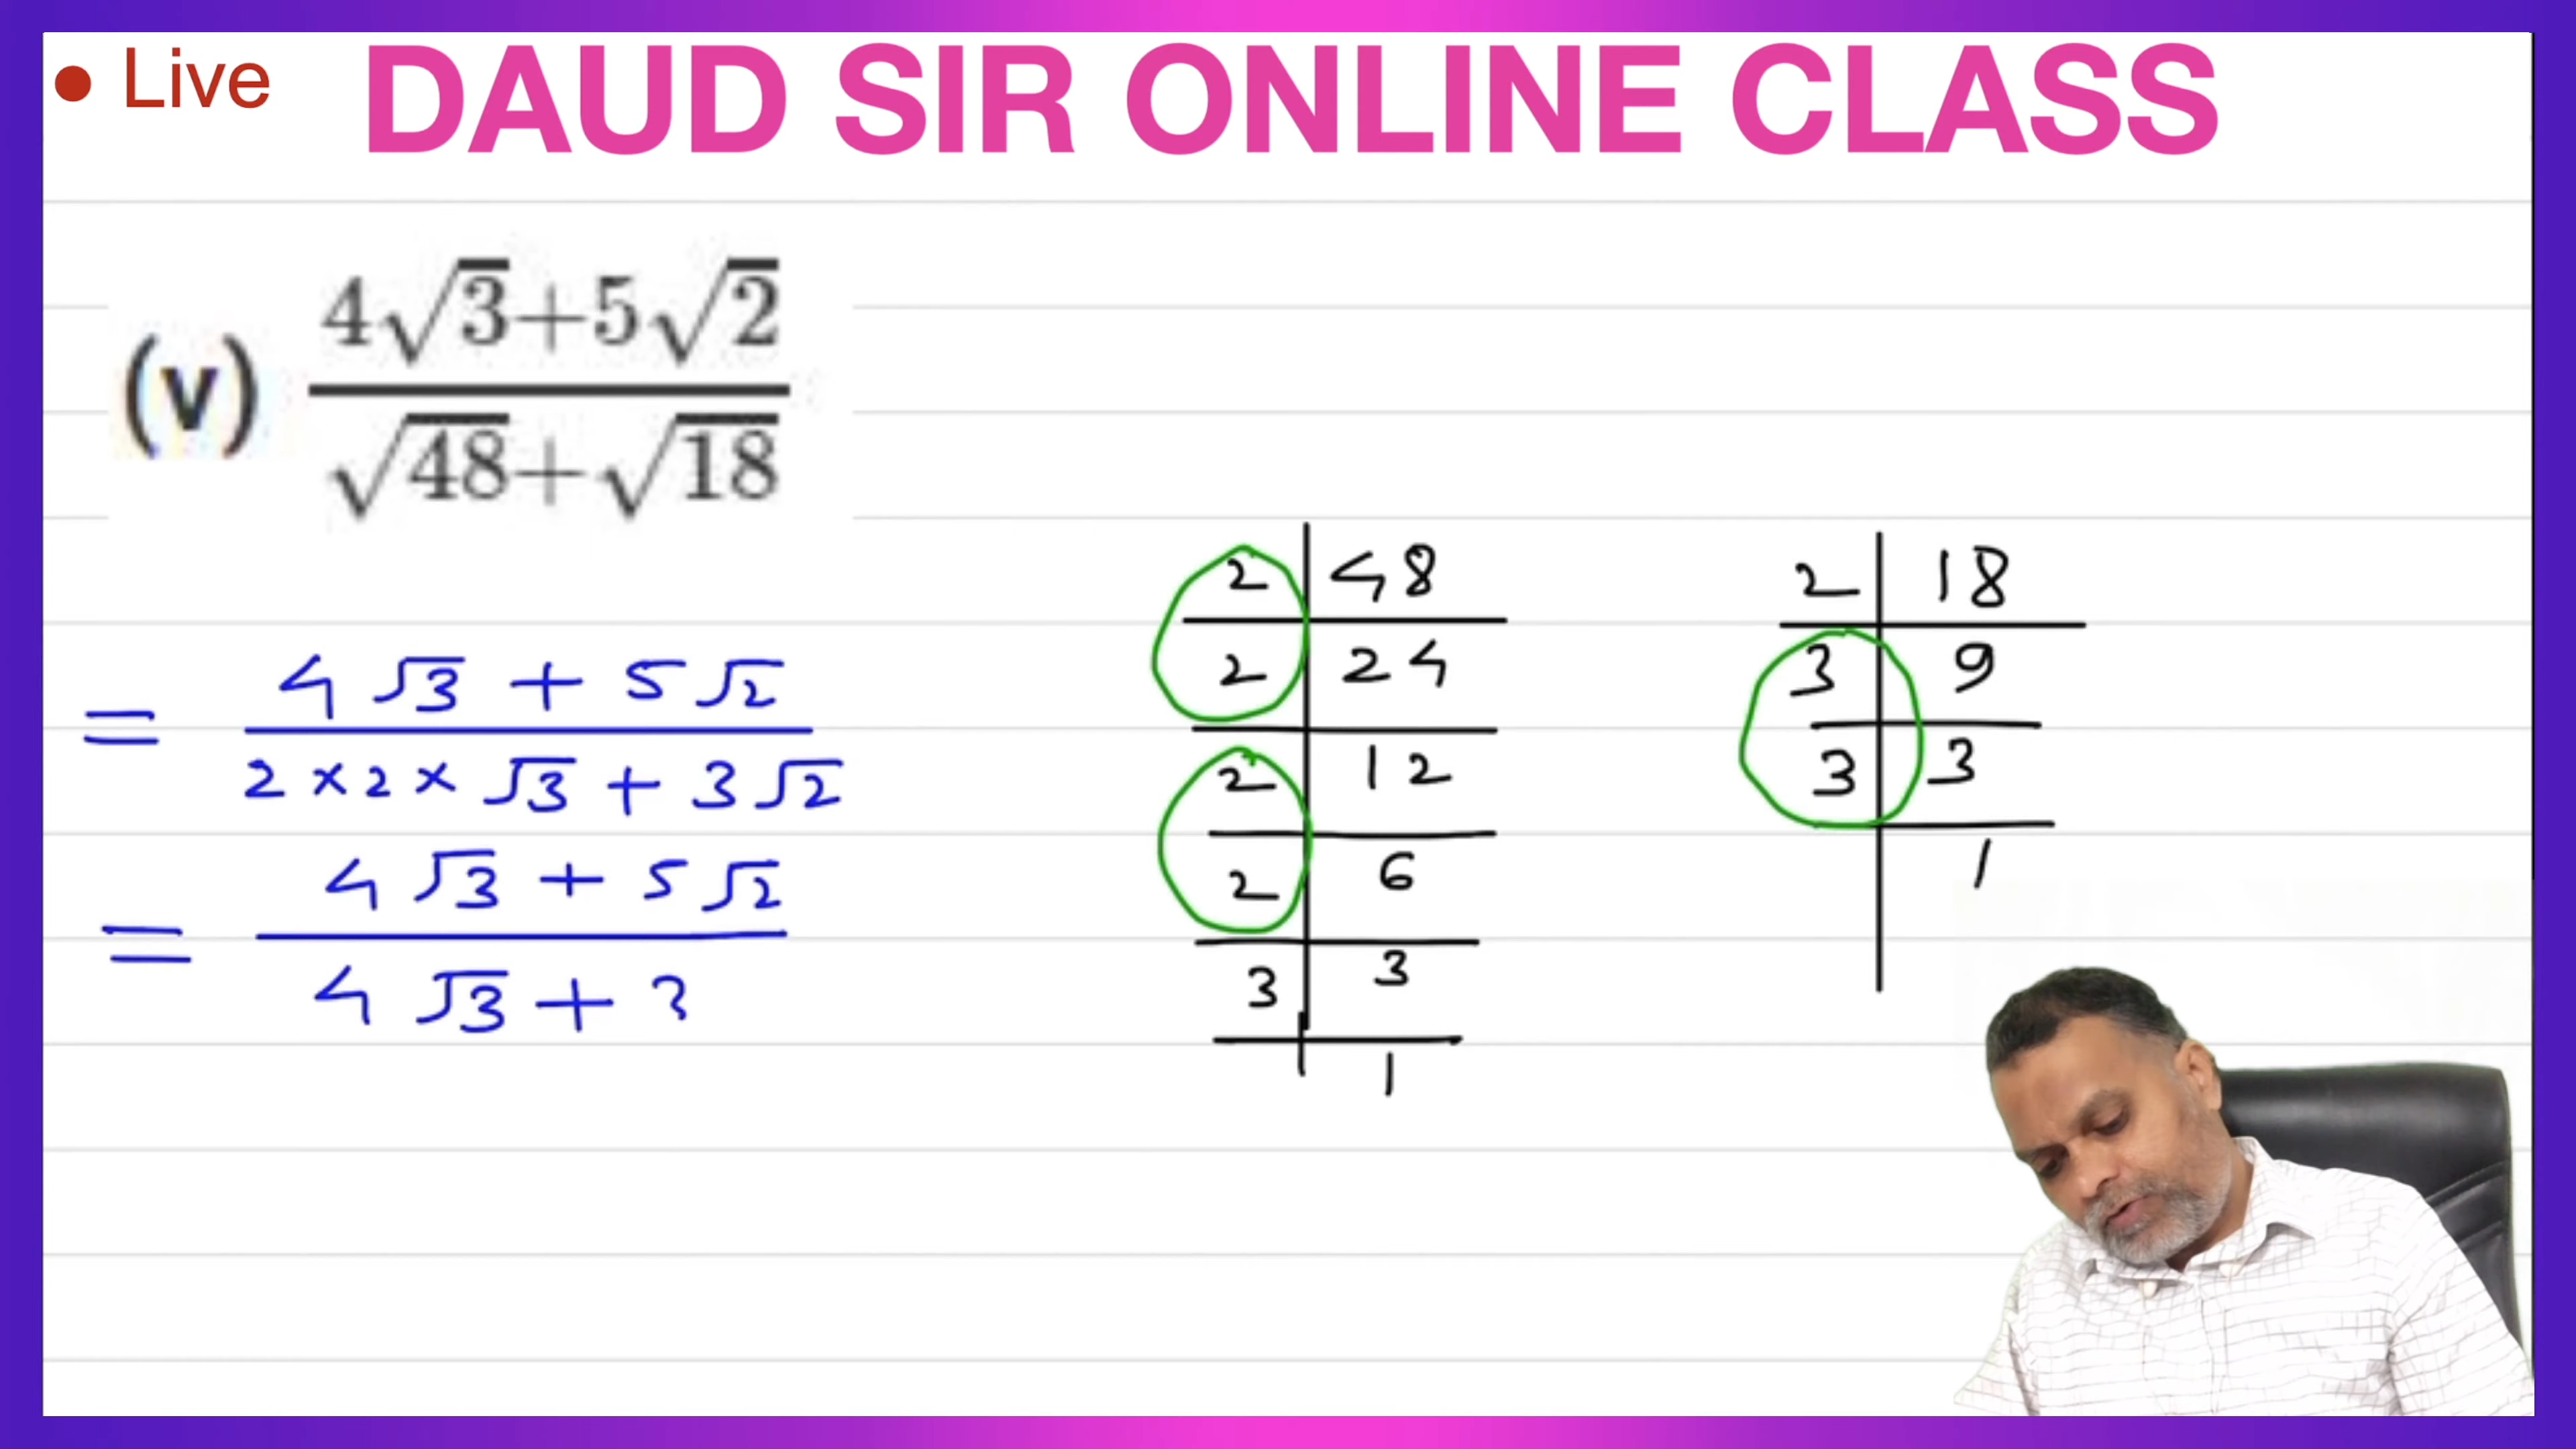 • Live DAUD SIR ONLINE CLASS
(v) 4√3+5√2
√48+√18
= 4 √3 + 5 √2
2 × 2 × √3 + 3 √2
= 4 √3 + 5 √2
4 √3 + 3
2 48
2 24
2 12
2 6
3 3
1
2 18
3 9
3 3
1